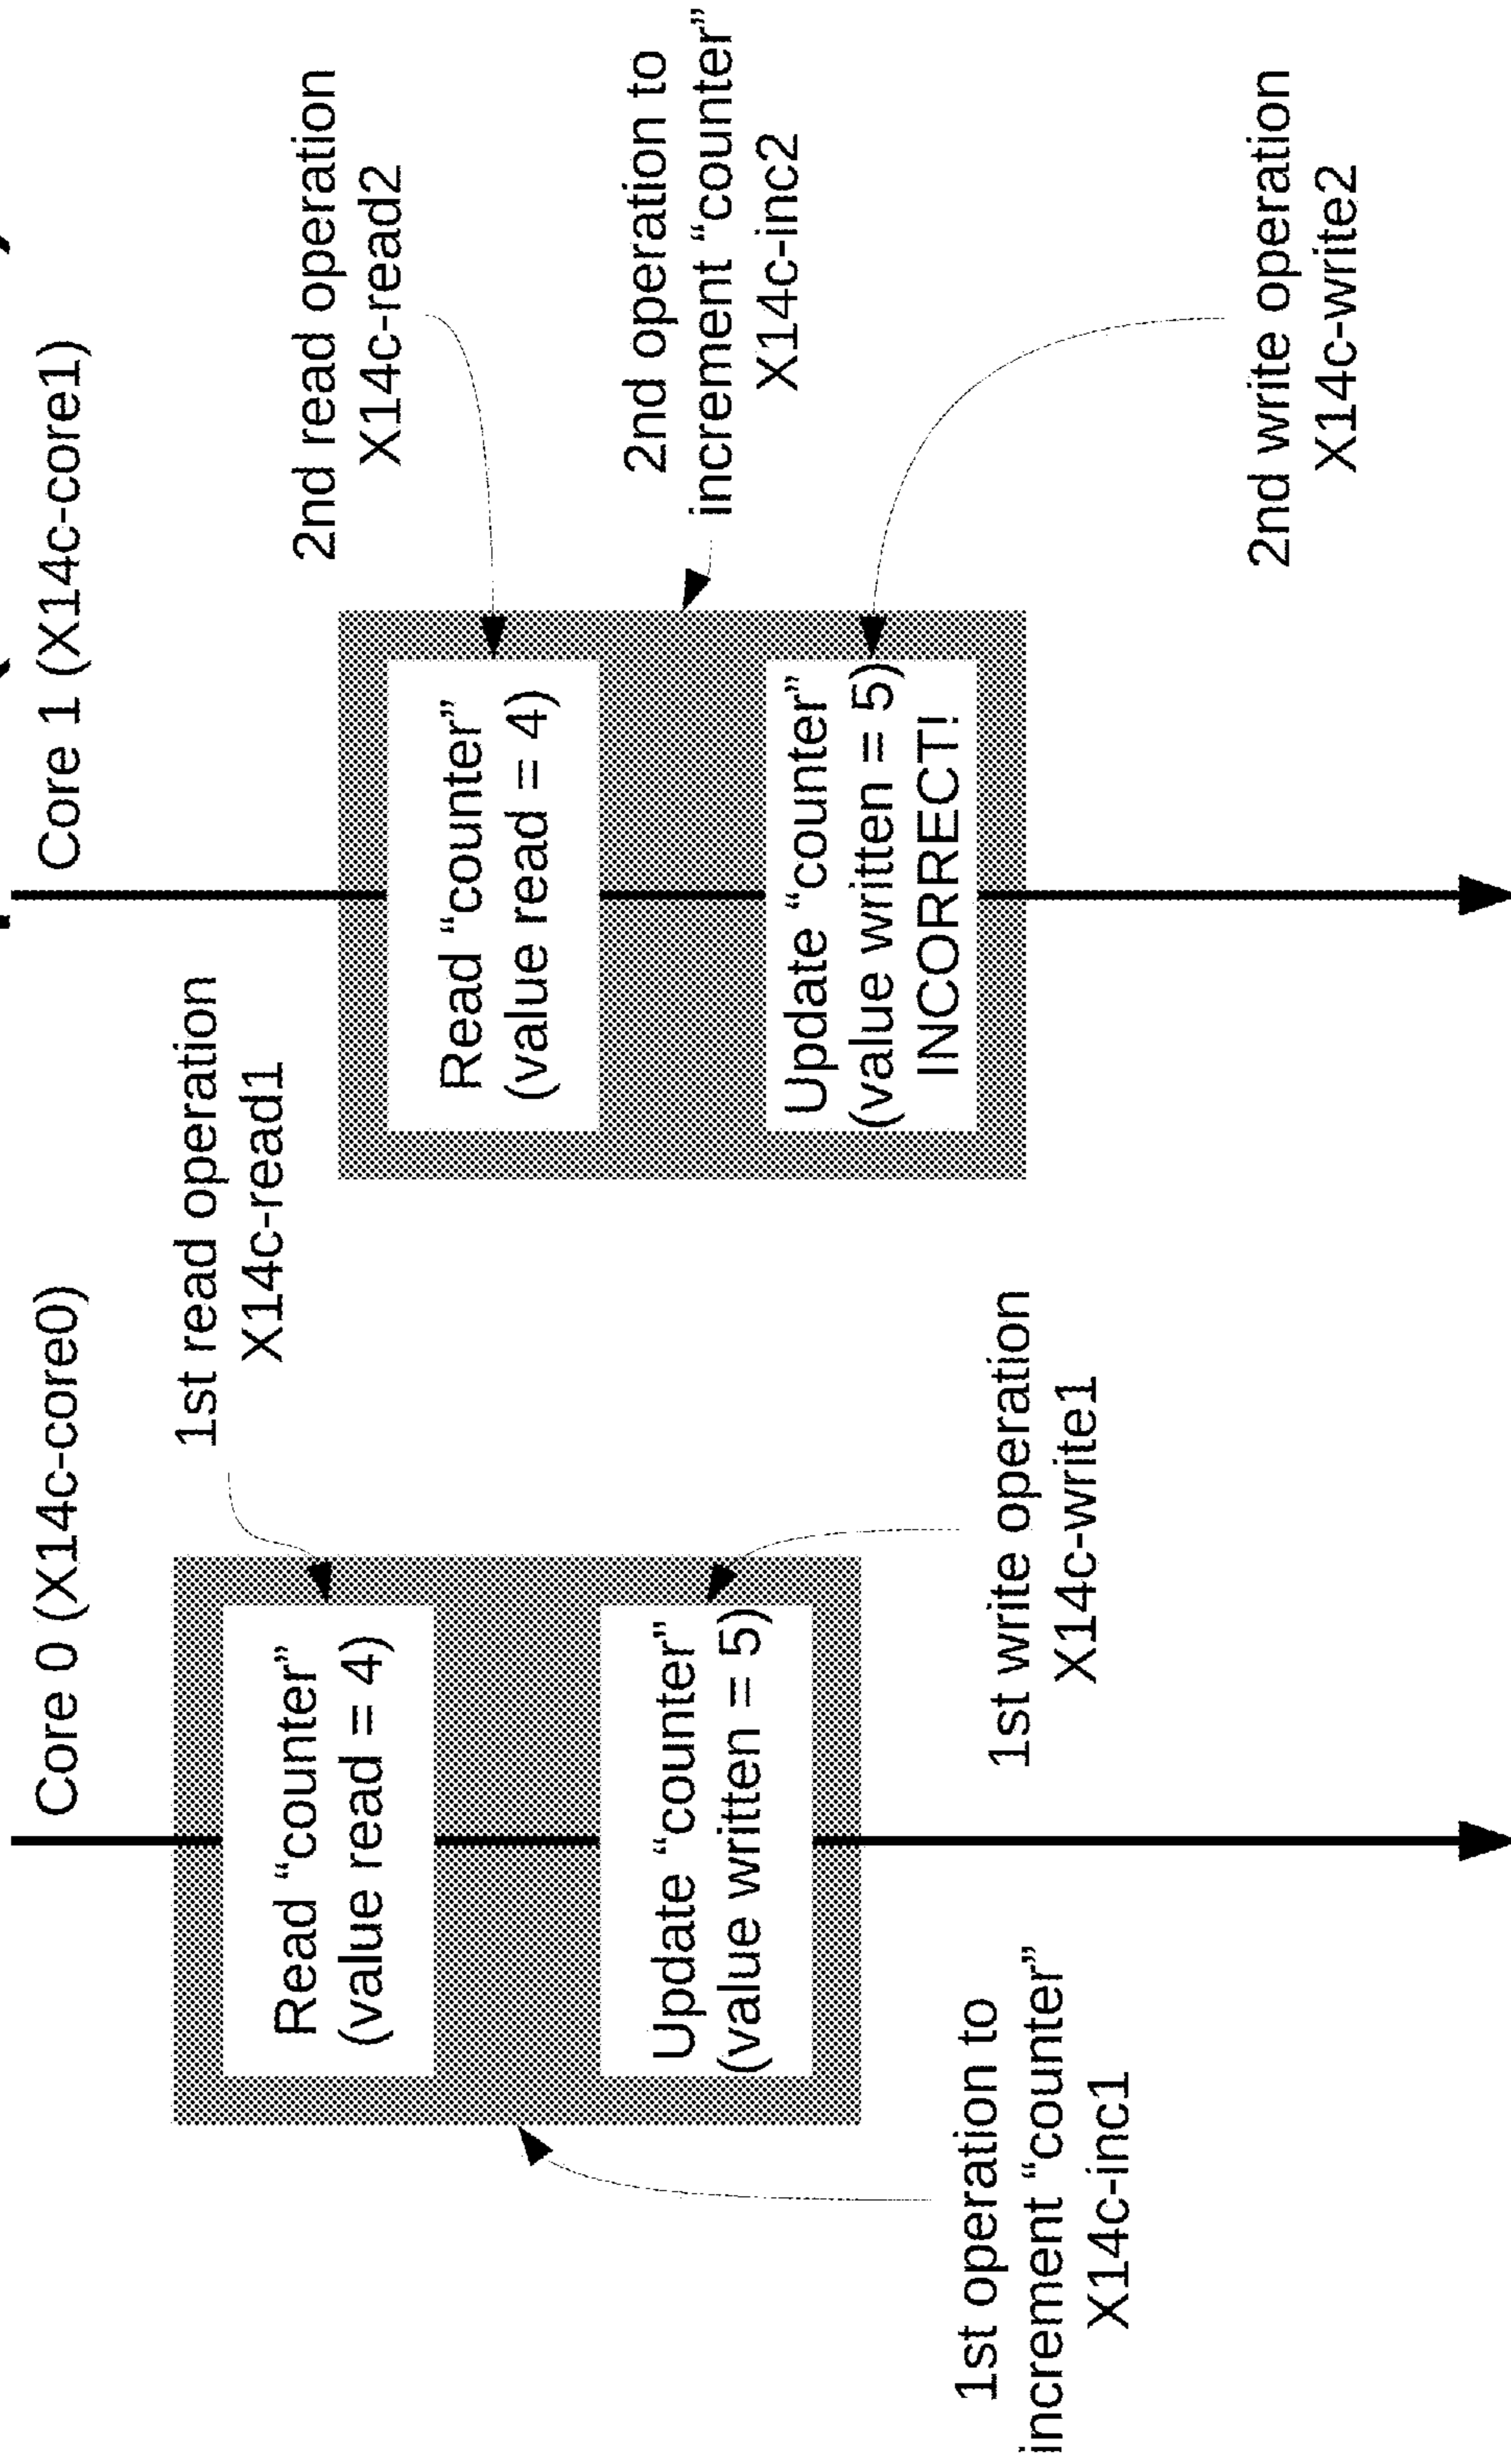 Core 0 (X14c-core0)
1st read operation
X14c-read1
Read “counter”
(value read = 4)
Update “counter”
(value written = 5)
1st write operation
X14c-write1
1st operation to
increment “counter”
X14c-inc1
Core 1 (X14c-core1)
2nd read operation
X14c-read2
Read “counter”
(value read = 4)
2nd operation to
increment “counter”
X14c-inc2
Update “counter”
(value written = 5)
INCORRECT!
2nd write operation
X14c-write2